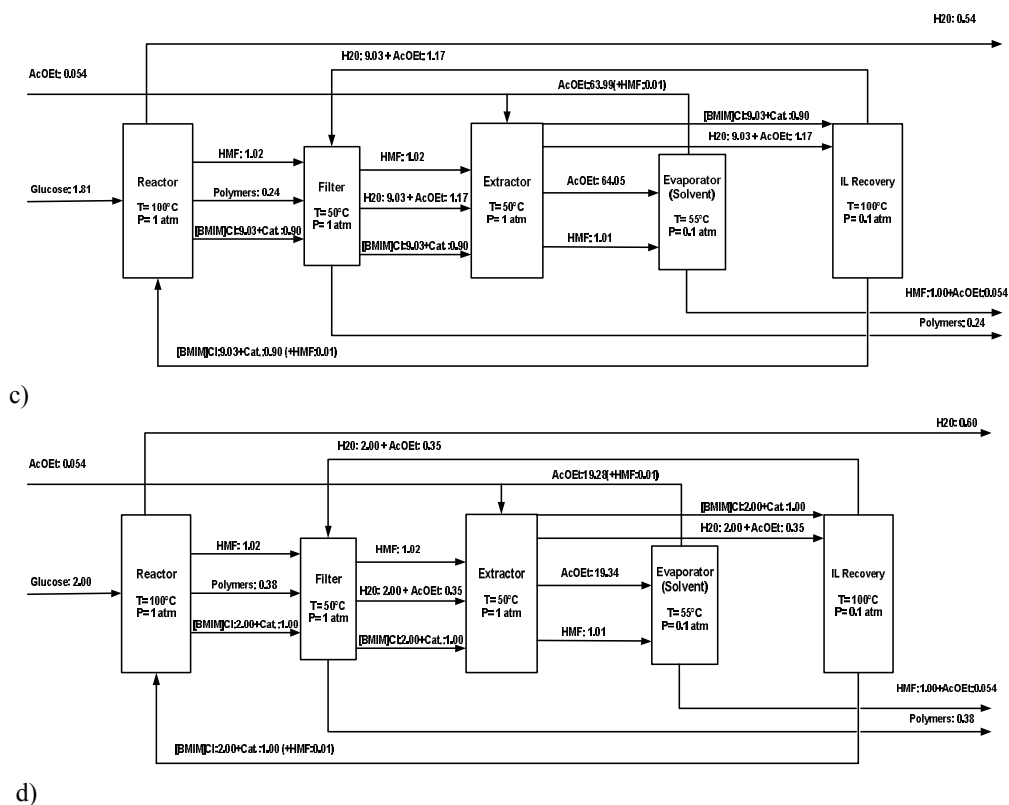 H20: 0.54
H20: 9.03 + AcOEt: 1.17
AcOEt: 0.054
AcOEt:63.99(+HMF:0.01)
[BMIM]Cl:9.03+Cat.:0.90
H20: 9.03 + AcOEt: 1.17
HMF: 1.02
HMF: 1.02
Reactor
T= 100°C
P= 1 atm
Filter
T= 50°C
P= 1 atm
Extractor
T= 50°C
P= 1 atm
Evaporator
(Solvent)
T= 55°C
P= 0.1 atm
IL Recovery
T= 100°C
P= 0.1 atm
Glucose: 1.81
Polymers: 0.24
H20: 9.03 + AcOEt: 1.17
AcOEt: 64.05
[BMIM]Cl:9.03+Cat.:0.90
[BMIM]Cl:9.03+Cat.:0.90
HMF: 1.01
HMF:1.00+AcOEt:0.054
Polymers: 0.24
[BMIM]Cl:9.03+Cat.:0.90 (+HMF:0.01)
c)
H20: 0.60
H20: 2.00 + AcOEt: 0.35
AcOEt: 0.054
AcOEt:19.28(+HMF:0.01)
[BMIM]Cl:2.00+Cat.:1.00
H20: 2.00 + AcOEt: 0.35
HMF: 1.02
HMF: 1.02
Reactor
T= 100°C
P= 1 atm
Filter
T= 50°C
P= 1 atm
Extractor
T= 50°C
P= 1 atm
Evaporator
(Solvent)
T= 55°C
P= 0.1 atm
IL Recovery
T= 100°C
P= 0.1 atm
Glucose: 2.00
Polymers: 0.38
H20: 2.00 + AcOEt: 0.35
AcOEt: 19.34
[BMIM]Cl:2.00+Cat.:1.00
[BMIM]Cl:2.00+Cat.:1.00
HMF: 1.01
HMF:1.00+AcOEt:0.054
Polymers: 0.38
[BMIM]Cl:2.00+Cat.:1.00 (+HMF:0.01)
d)